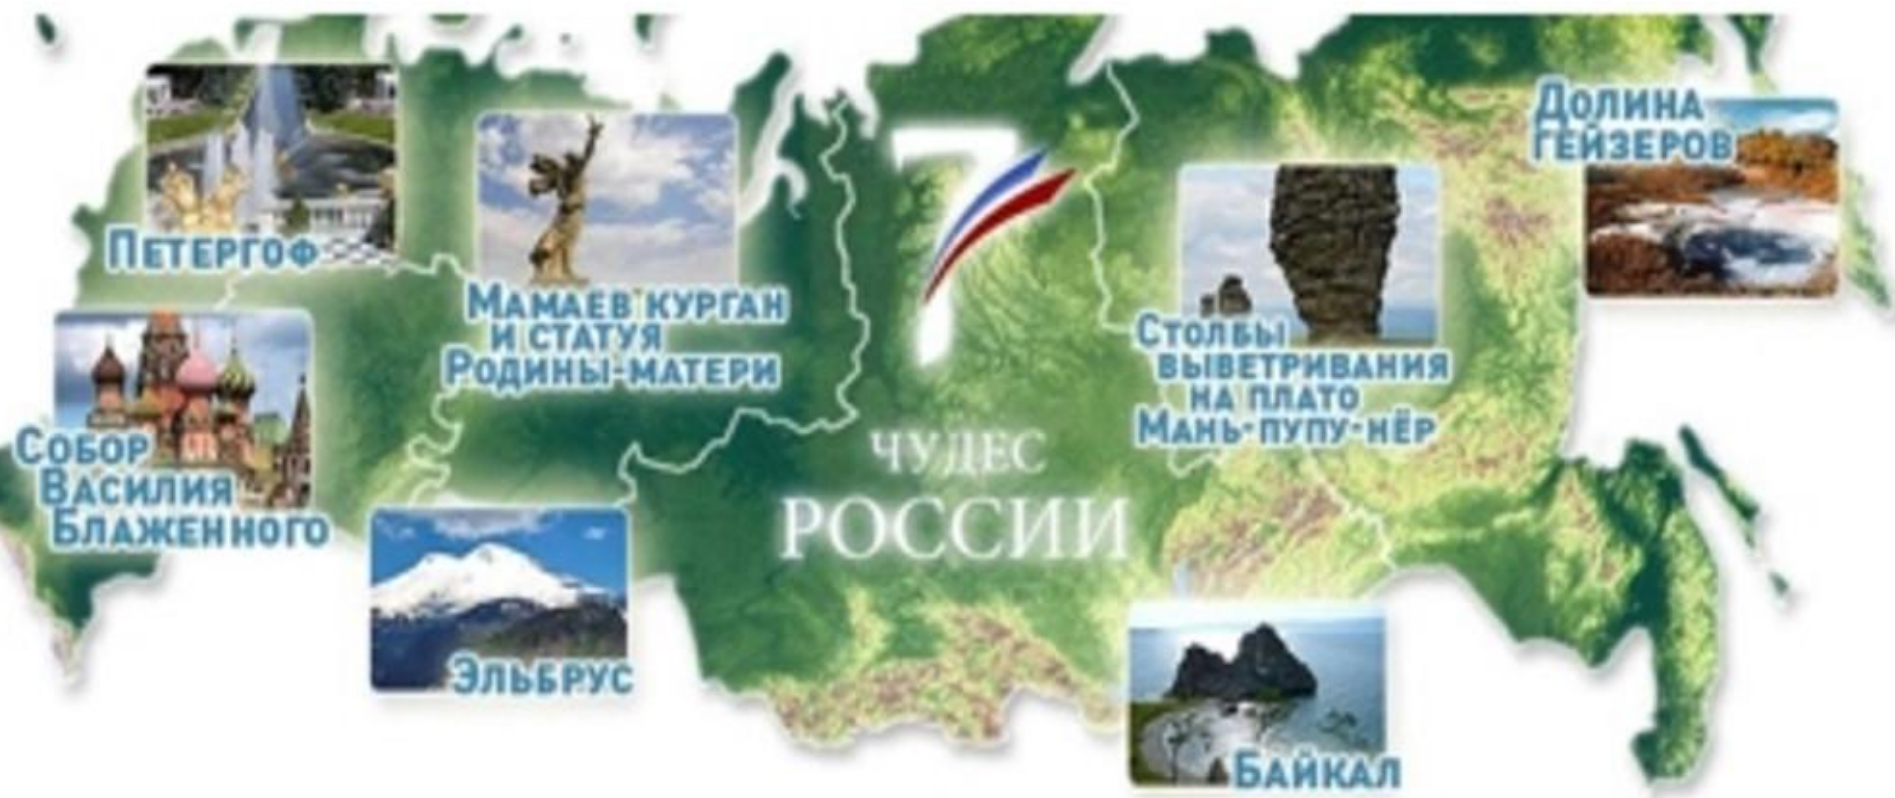 Петергоф
Мамаев курган
и статуя
Родины-матери
7
чудес
России
Столбы
выветривания
на плато
Мань-пупу-нёр
Долина
гейзеров
Собор
Василия
Блаженного
Эльбрус
Байкал